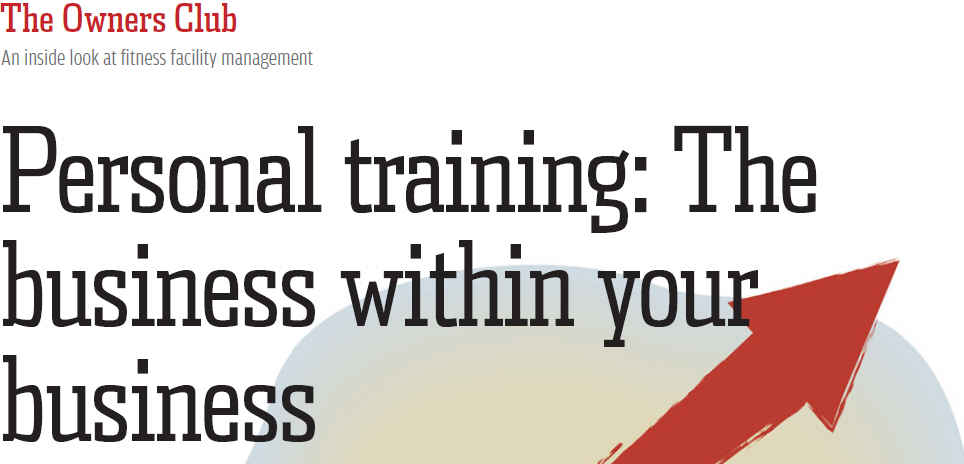 The Owners Club
An inside look at fitness facility management
Personal training: The
business within your
business